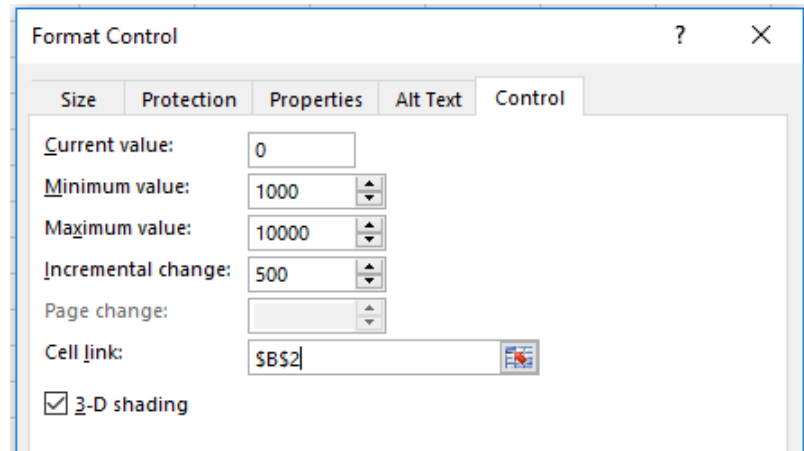 Format Control ?
Size Protection Properties Alt Text Control
Current value: 0
Minimum value: 1000
Maximum value: 10000
Incremental change: 500
Page change:
Cell link: $B$2
3-D shading